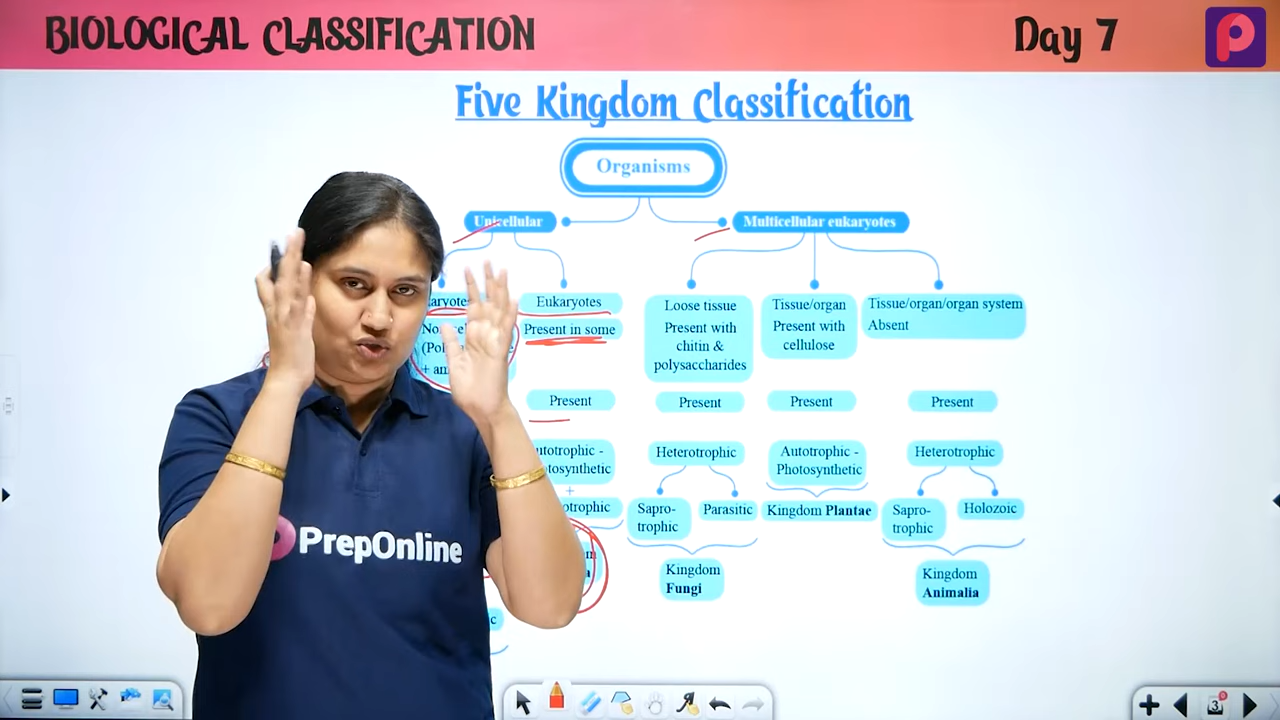 BIOLOGICAL CLASSIFICATION
Day 7
Five Kingdom Classification
Organisms
Unicellular
Multicellular eukaryotes
Eukaryotes
Present in some
Loose tissue
Present with
chitin &
polysaccharides
Tissue/organ
Present with
cellulose
Tissue/organ/organ system
Absent
Present
Present
Present
Present
Heterotrophic
Autotrophic -
Photosynthetic
Heterotrophic
+
Sapro-
trophic
Parasitic
Kingdom Plantae
Sapro-
trophic
Holozoic
Kingdom
Fungi
Kingdom
Animalia
PrepOnline
3